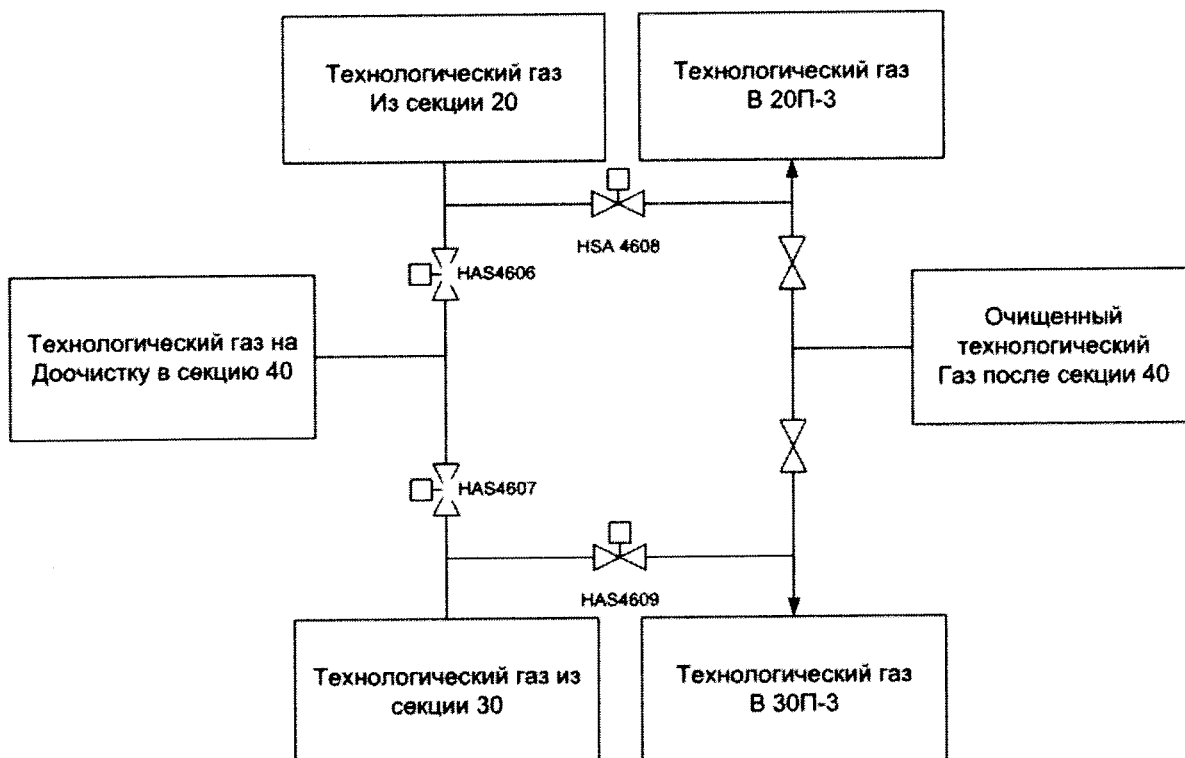 Технологический газ
Из секции 20
Технологический газ
В 20П-3
HSA 4608
HAS4606
Технологический газ на
Доочистку в секцию 40
Очищенный
технологический
Газ после секции 40
HAS4607
HAS4609
Технологический газ из
секции 30
Технологический газ
В 30П-3